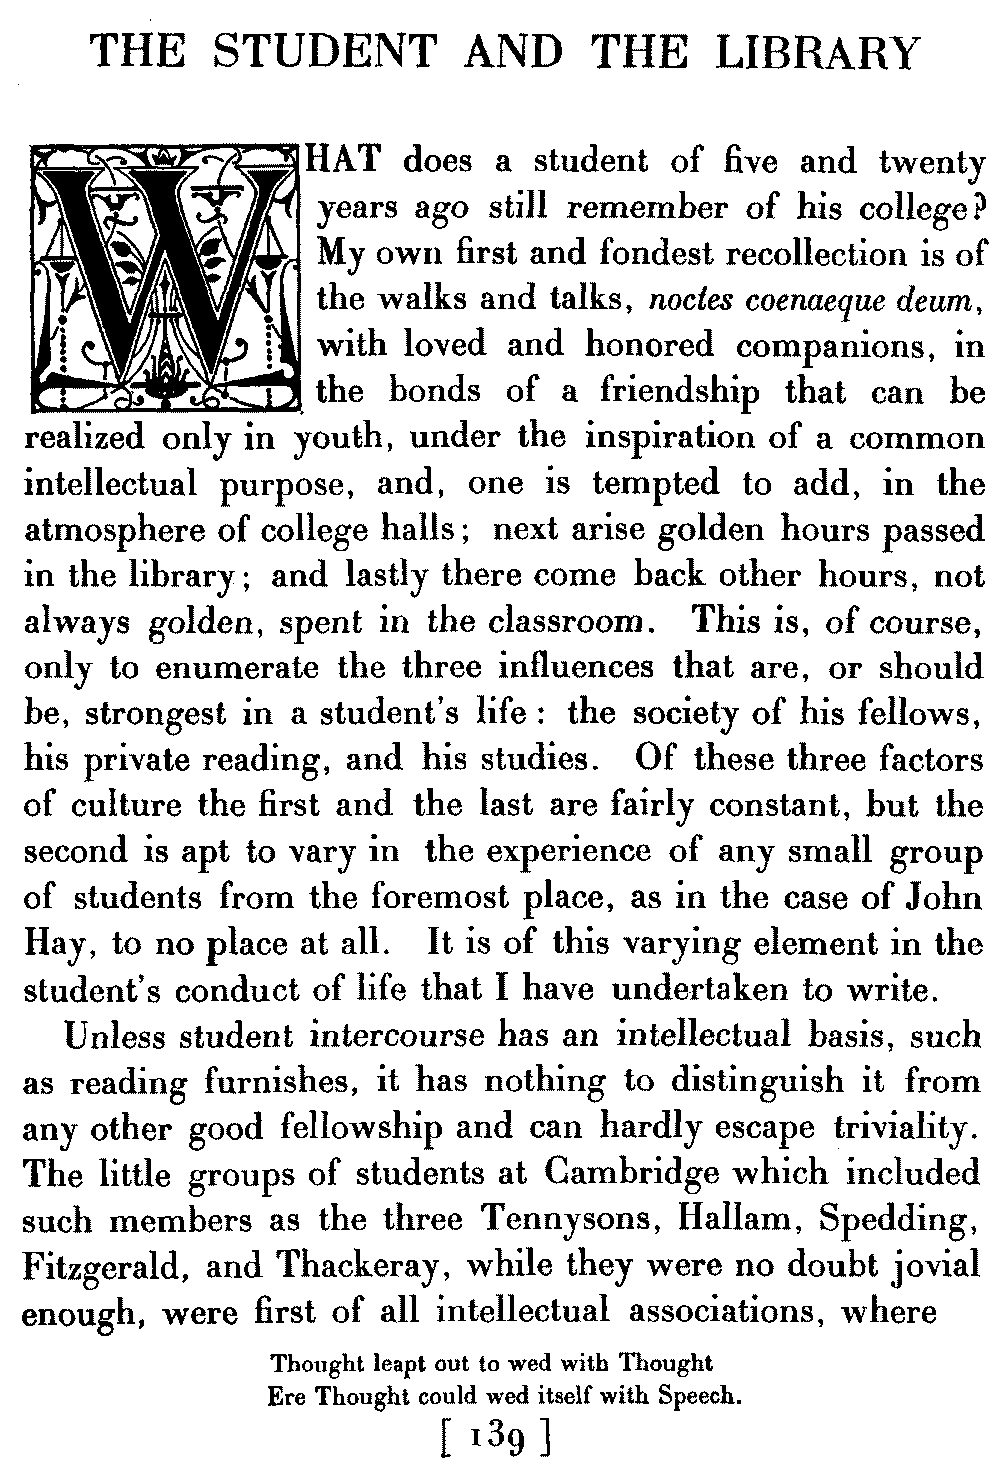 THE STUDENT AND THE LIBRARY
WHAT does a student of five and twenty
years ago still remember of his college?
My own first and fondest recollection is of
the walks and talks, noctes coenaeque deum,
with loved and honored companions, in
the bonds of a friendship that can be
realized only in youth, under the inspiration of a common
intellectual purpose, and, one is tempted to add, in the
atmosphere of college halls; next arise golden hours passed
in the library; and lastly there come back other hours, not
always golden, spent in the classroom. This is, of course,
only to enumerate the three influences that are, or should
be, strongest in a student's life: the society of his fellows,
his private reading, and his studies. Of these three factors
of culture the first and the last are fairly constant, but the
second is apt to vary in the experience of any small group
of students from the foremost place, as in the case of John
Hay, to no place at all. It is of this varying element in the
student's conduct of life that I have undertaken to write.
Unless student intercourse has an intellectual basis, such
as reading furnishes, it has nothing to distinguish it from
any other good fellowship and can hardly escape triviality.
The little groups of students at Cambridge which included
such members as the three Tennysons, Hallam, Spedding,
Fitzgerald, and Thackeray, while they were no doubt jovial
enough, were first of all intellectual associations, where
Thought leapt out to wed with Thought
Ere Thought could wed itself with Speech.
[ 139 ]